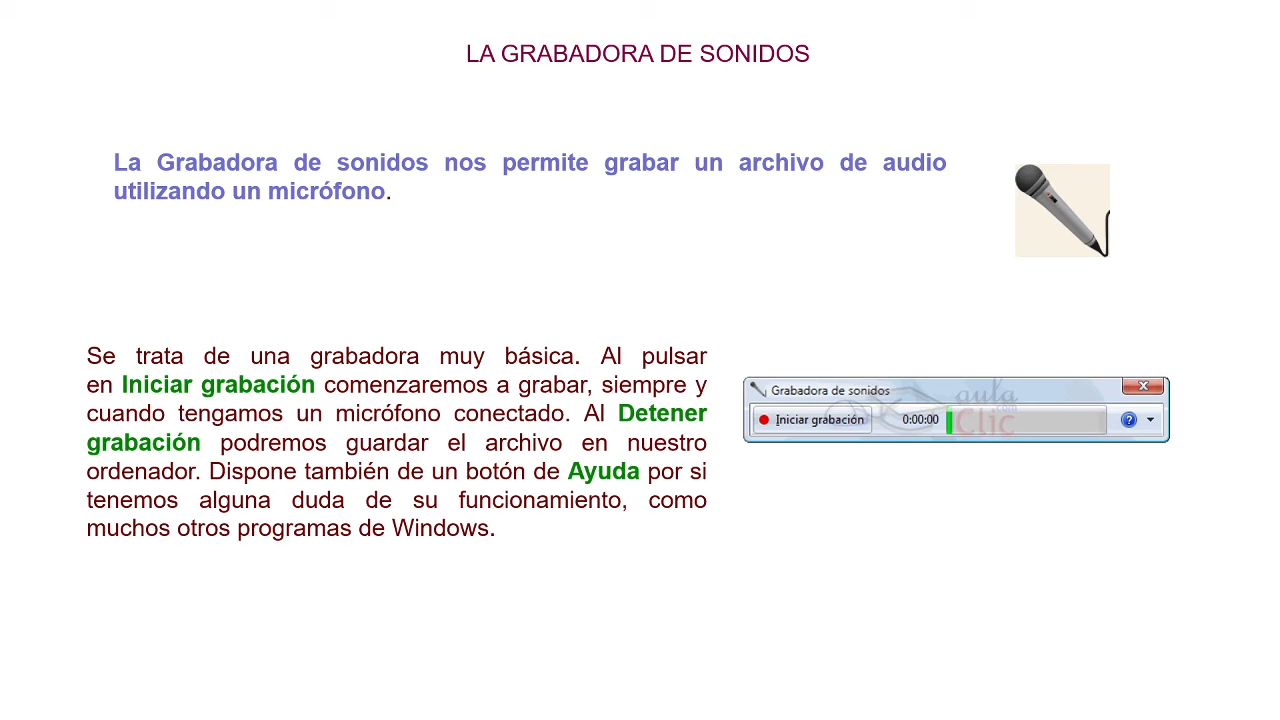 LA GRABADORA DE SONIDOS
La Grabadora de sonidos nos permite grabar un archivo de audio
utilizando un micrófono.
Se trata de una grabadora muy básica. Al pulsar
en Iniciar grabación comenzaremos a grabar, siempre y
cuando tengamos un micrófono conectado. Al Detener
grabación podremos guardar el archivo en nuestro
ordenador. Dispone también de un botón de Ayuda por si
tenemos alguna duda de su funcionamiento, como
muchos otros programas de Windows.
Grabadora de sonidos
Iniciar grabación 0:00:00
aula
Clic
.com
?